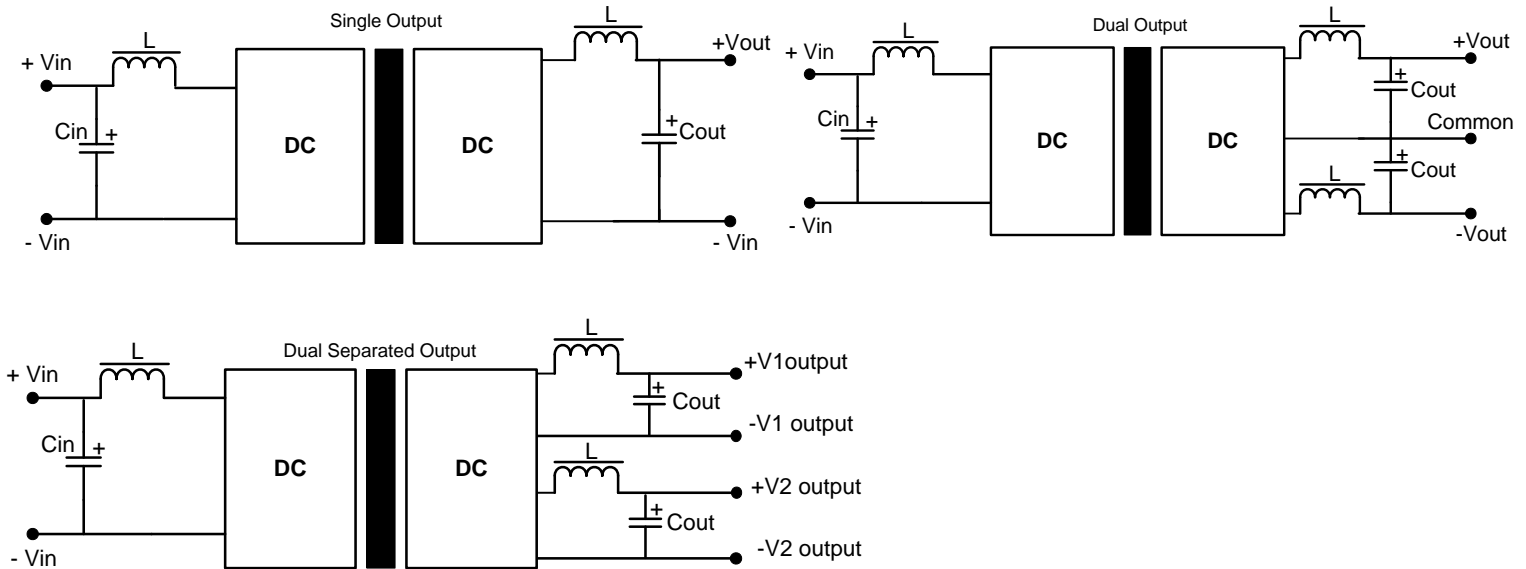 Single Output
L
+ Vin
Cin +
- Vin
DC
DC
L
+Vout
+ Cout
- Vin
Dual Output
L
+ Vin
Cin +
- Vin
DC
DC
L
+Vout
+ Cout
Common
+ Cout
L
-Vout
Dual Separated Output
L
+ Vin
Cin +
- Vin
DC
DC
L
+V1output
+ Cout
-V1 output
L
+V2 output
+ Cout
-V2 output